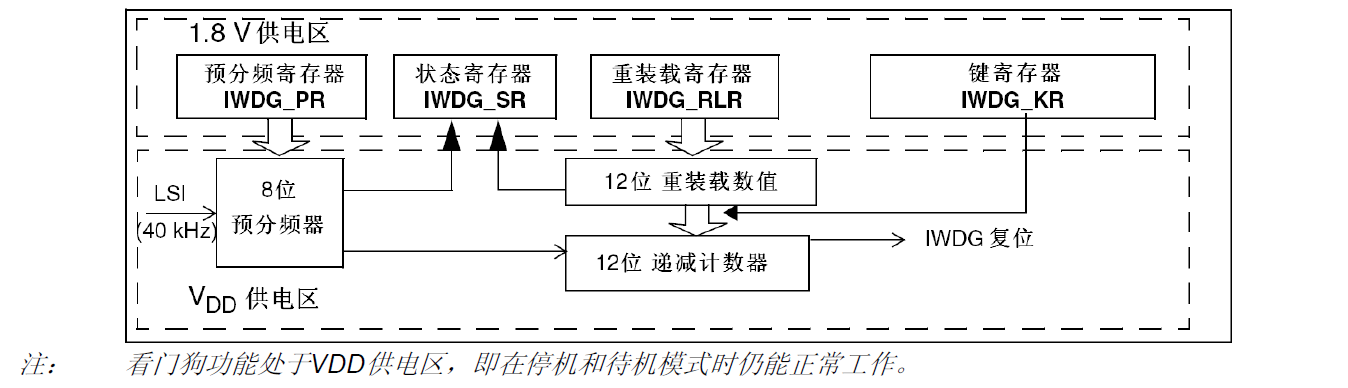 1.8 V 供电区
预分频寄存器
IWDG_PR
状态寄存器
IWDG_SR
重装载寄存器
IWDG_RLR
键寄存器
IWDG_KR
LSI
(40 kHz)
8位
预分频器
12位 重装载数值
12位 递减计数器
IWDG 复位
VDD 供电区
注: 看门狗功能处于VDD供电区，即在停机和待机模式时仍能正常工作。